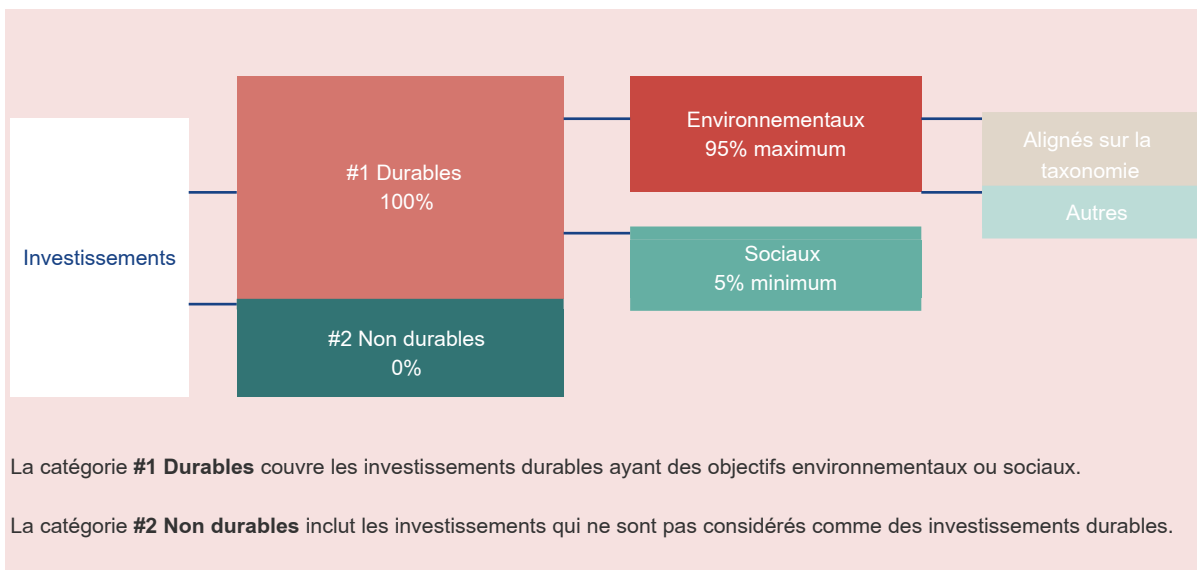 Investissements
#1 Durables
100%
#2 Non durables
0%
Environnementaux
95% maximum
Sociaux
5% minimum
Alignés sur la
taxonomie
Autres
La catégorie #1 Durables couvre les investissements durables ayant des objectifs environnementaux ou sociaux.
La catégorie #2 Non durables inclut les investissements qui ne sont pas considérés comme des investissements durables.